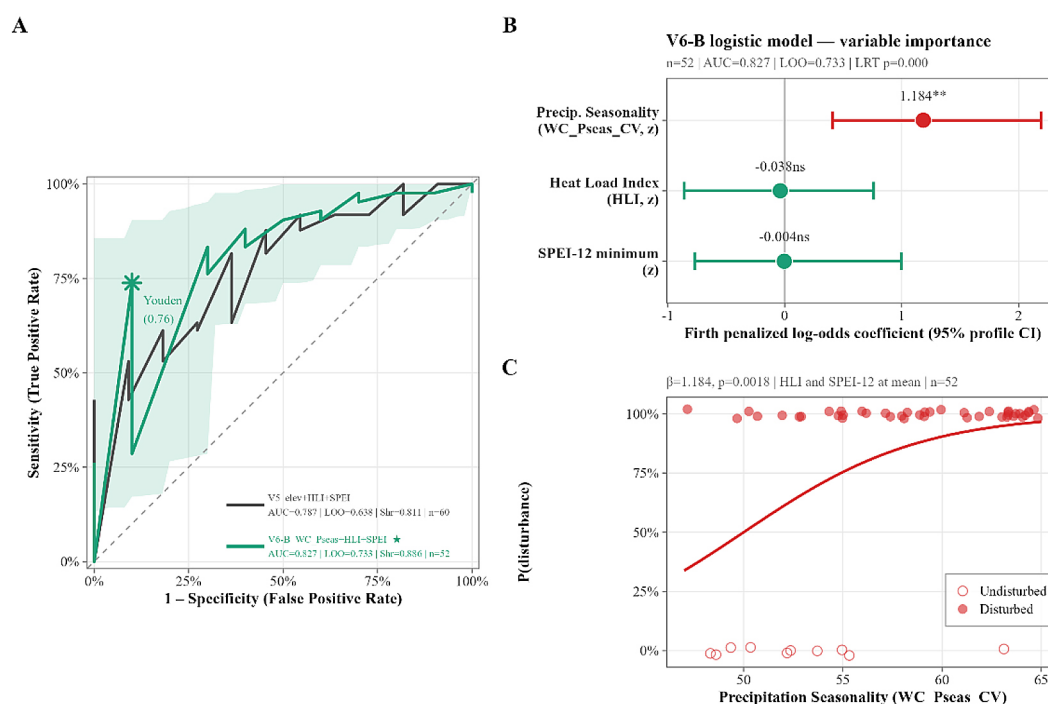 A
Sensitivity (True Positive Rate)
100%
75%
50%
25%
0%
Youden
(0.76)
V5 elev+HLI+SPEI
AUC=0.787 | LOO=0.638 | Shr=0.811 | n=60
V6-B WC_Pseas+HLI+SPEI ★
AUC=0.827 | LOO=0.733 | Shr=0.886 | n=52
0%
25%
50%
75%
100%
1 – Specificity (False Positive Rate)
B
V6-B logistic model — variable importance
n=52 | AUC=0.827 | LOO=0.733 | LRT p=0.000
Precip. Seasonality
(WC_Pseas_CV, z)
1.184**
Heat Load Index
(HLI, z)
-0.038ns
SPEI-12 minimum
(z)
-0.004ns
-1
0
1
2
Firth penalized log-odds coefficient (95% profile CI)
C
β=1.184, p=0.0018 | HLI and SPEI-12 at mean | n=52
P(disturbance)
100%
75%
50%
25%
0%
Undisturbed
Disturbed
50
55
60
65
Precipitation Seasonality (WC_Pseas_CV)